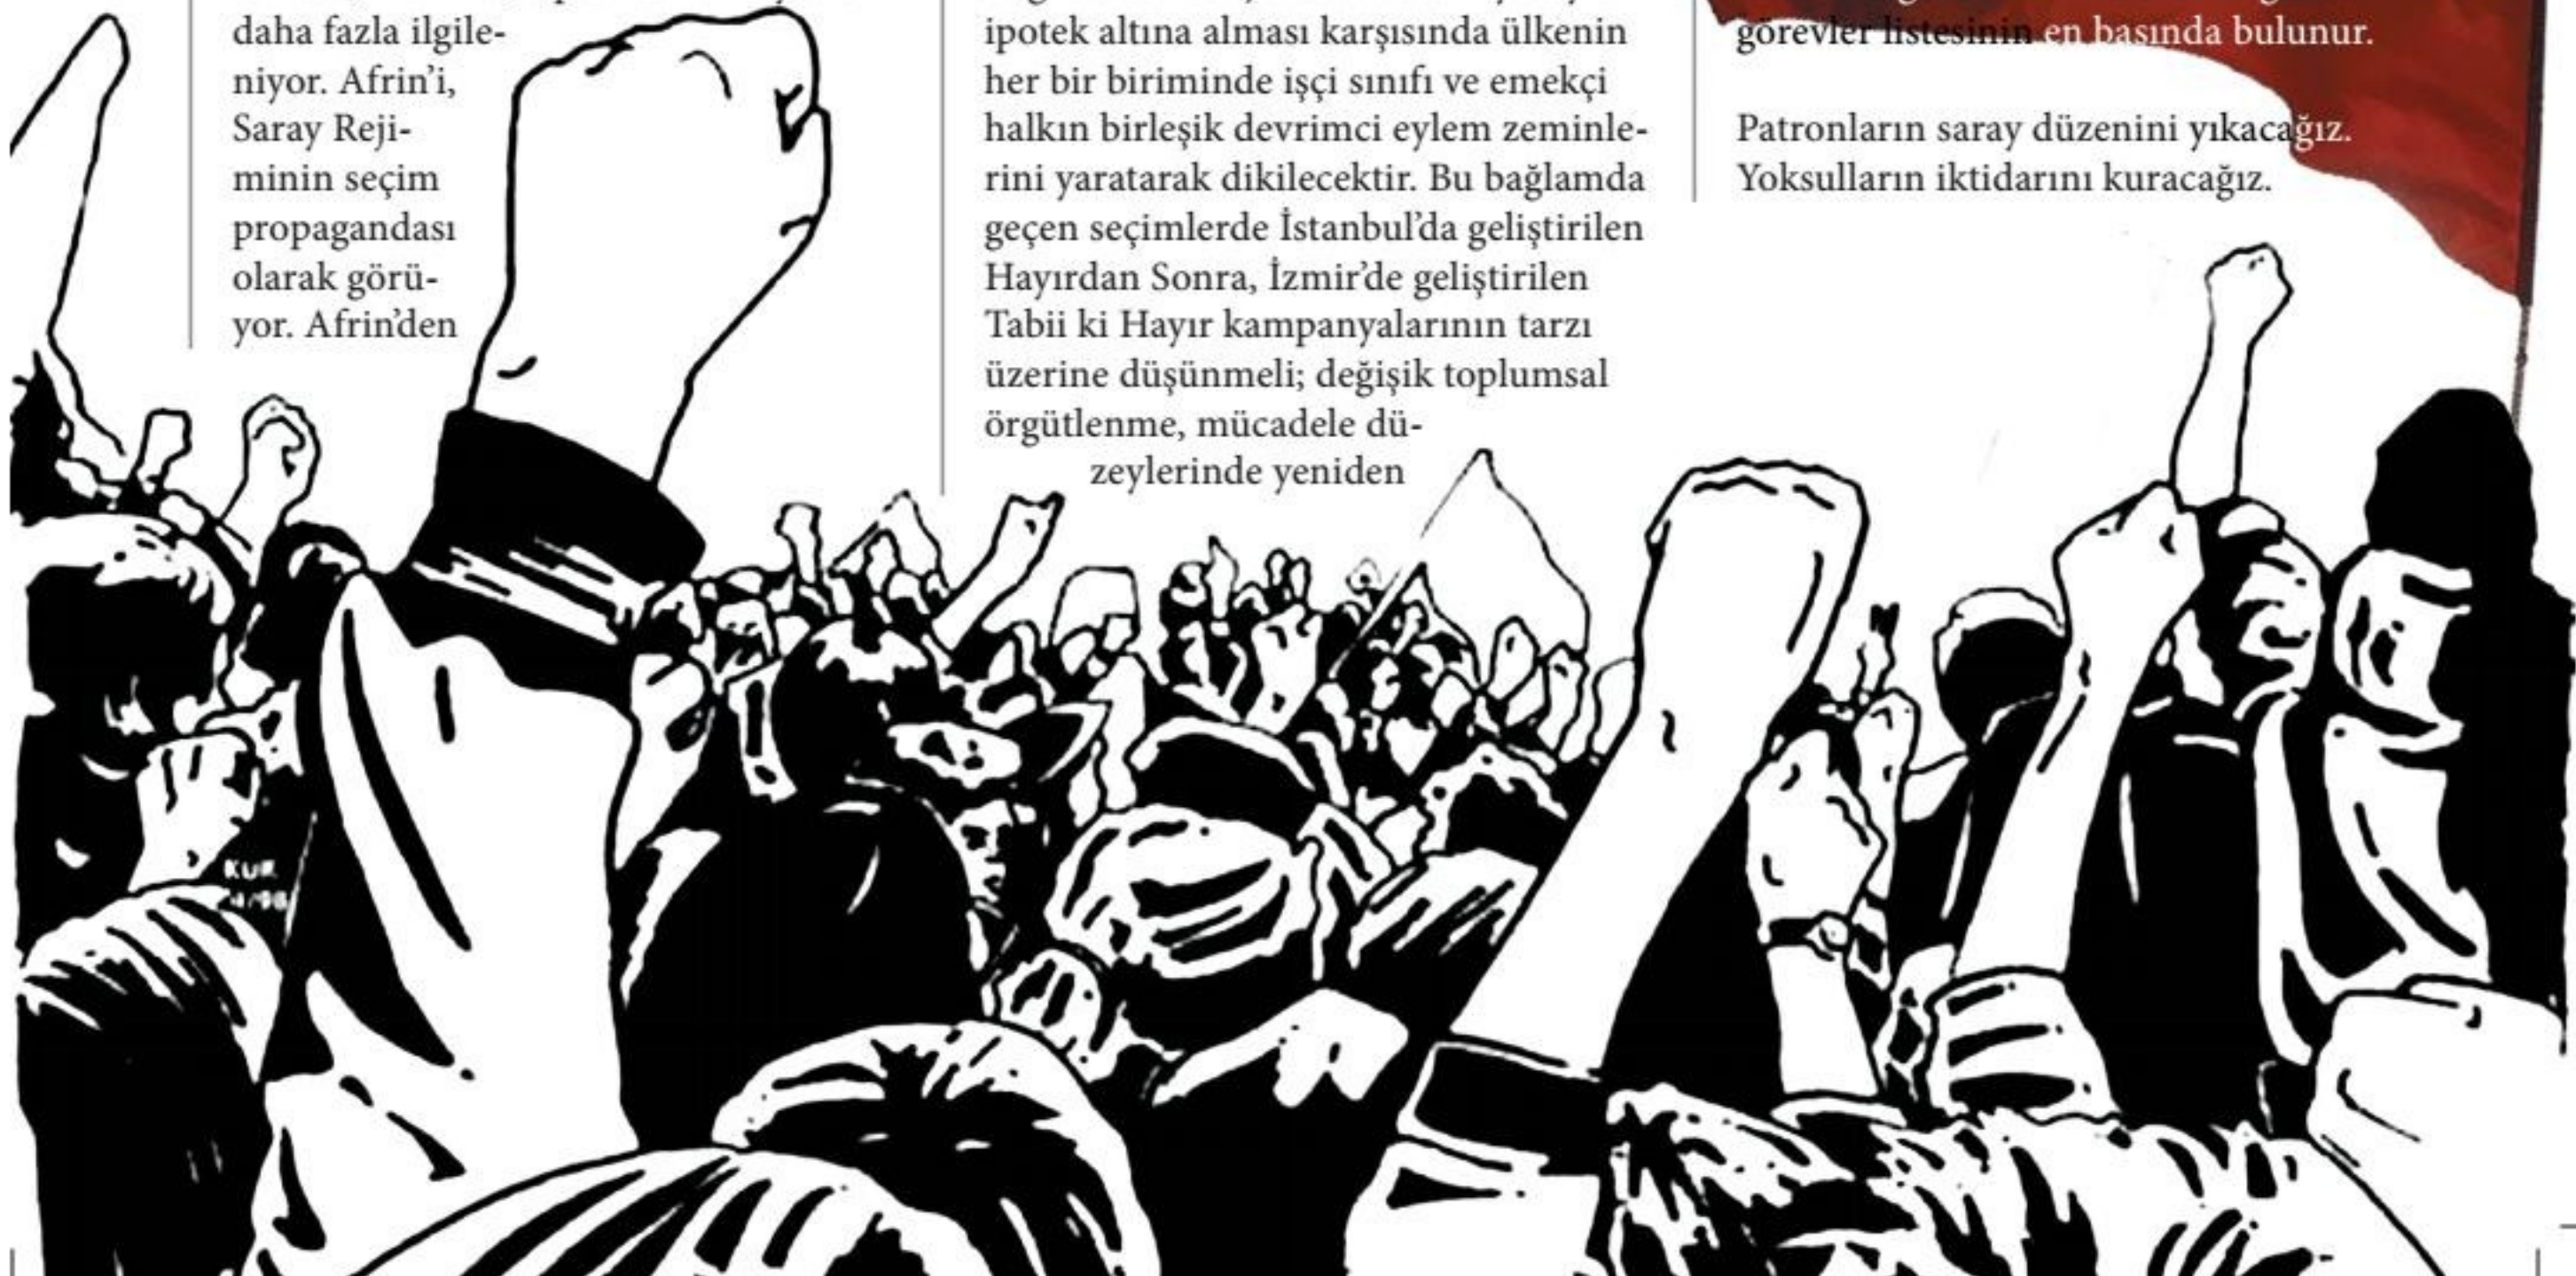 daha fazla ilgile-
niyor. Afrin’i,
Saray Reji-
minin seçim
propagandası
olarak görü-
yor. Afrin’den
ipotek altına alması karşısında ülkenin
her bir biriminde işçi sınıfı ve emekçi
halkın birleşik devrimci eylem zeminle-
rini yaratarak dikilecektir. Bu bağlamda
geçen seçimlerde İstanbul’da geliştirilen
Hayırdan Sonra, İzmir’de geliştirilen
Tabii ki Hayır kampanyalarının tarzı
üzerine düşünmeli; değişik toplumsal
örgütlenme, mücadele dü-
zeylerinde yeniden
görevler listesinin en başında bulunur.
Patronların saray düzenini yıkacağız.
Yoksulların iktidarını kuracağız.
KUR